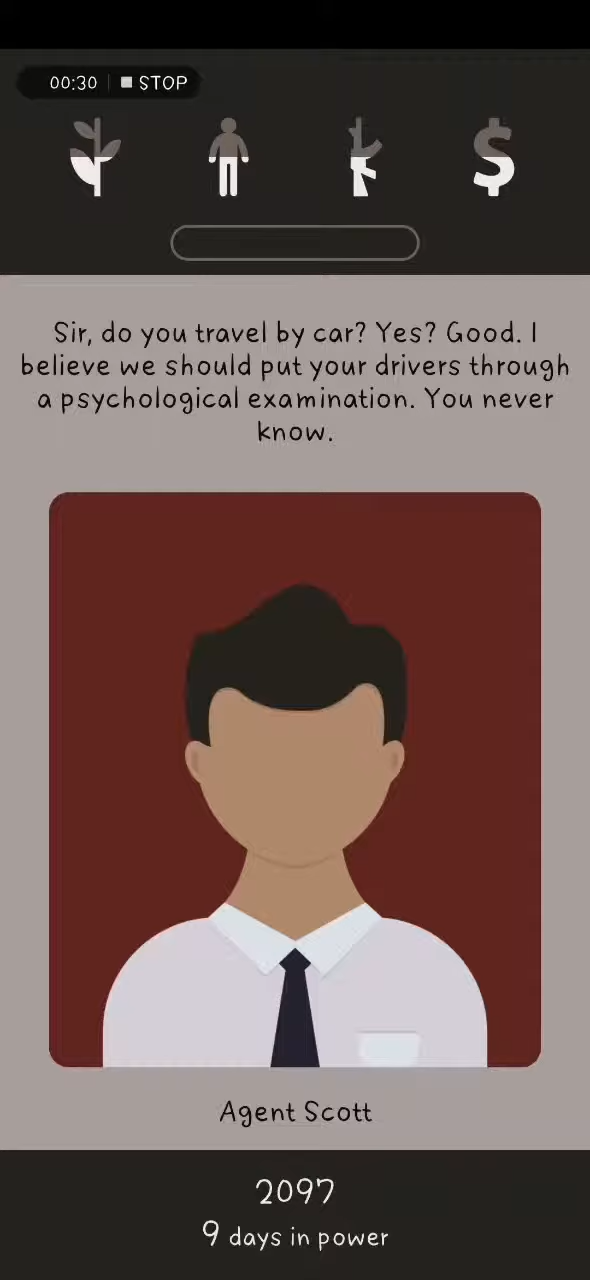 00:30 STOP
Sir, do you travel by car? Yes? Good. I
believe we should put your drivers through
a psychological examination. You never
know.
Agent Scott
2097
9 days in power